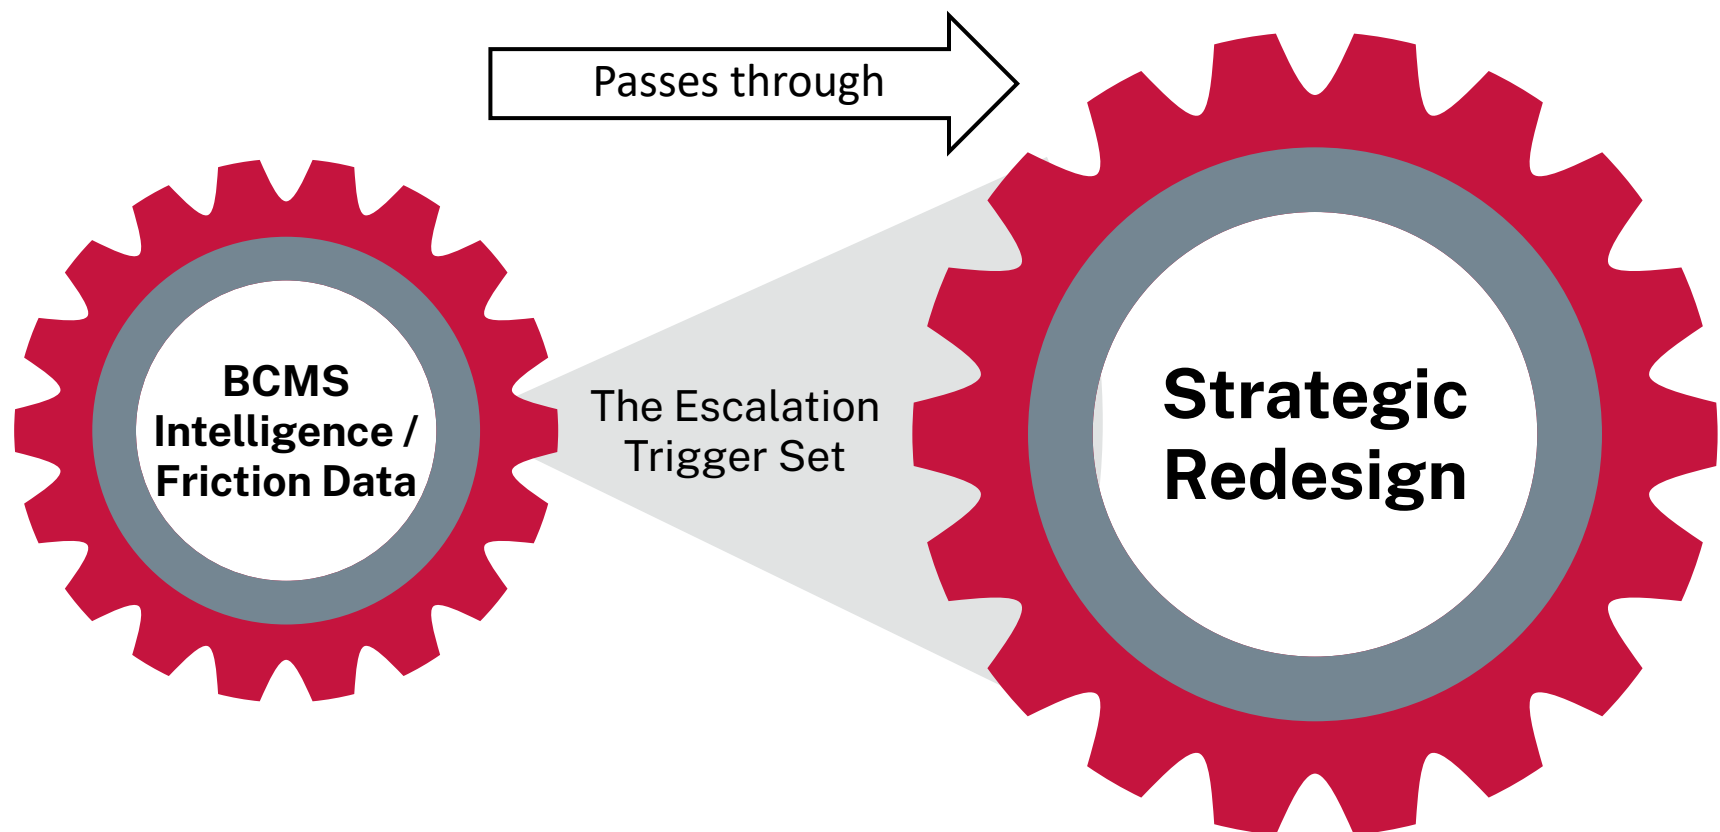 Passes through
BCMS
Intelligence /
Friction Data
The Escalation
Trigger Set
Strategic
Redesign